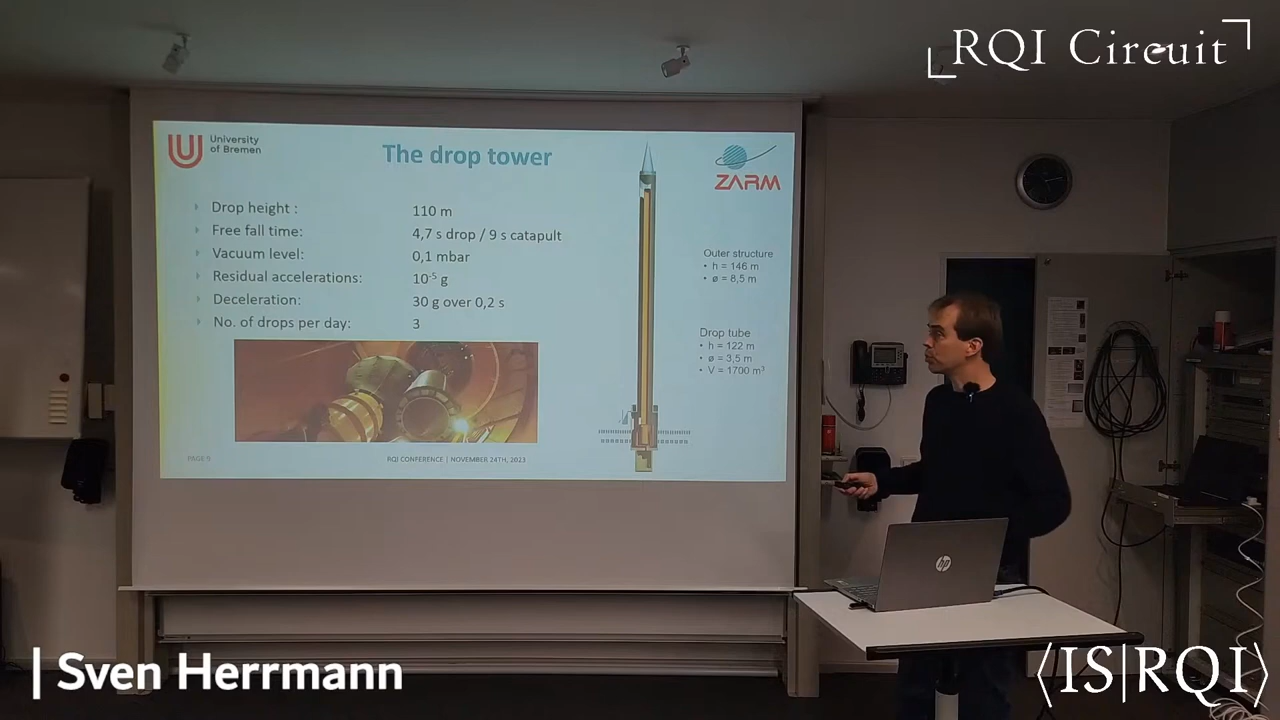 RQI Circuit
University
of Bremen
The drop tower
ZARM
Drop height :
110 m
Free fall time:
4,7 s drop / 9 s catapult
Vacuum level:
0,1 mbar
Residual accelerations:
10⁻⁵ g
Deceleration:
30 g over 0,2 s
No. of drops per day:
3
Outer structure
• h = 146 m
• ø = 8,5 m
Drop tube
• h = 122 m
• ø = 3,5 m
• V = 1700 m³
PAGE 9
RQI CONFERENCE | NOVEMBER 24TH, 2023
hp
| Sven Herrmann
⟨IS|RQI⟩